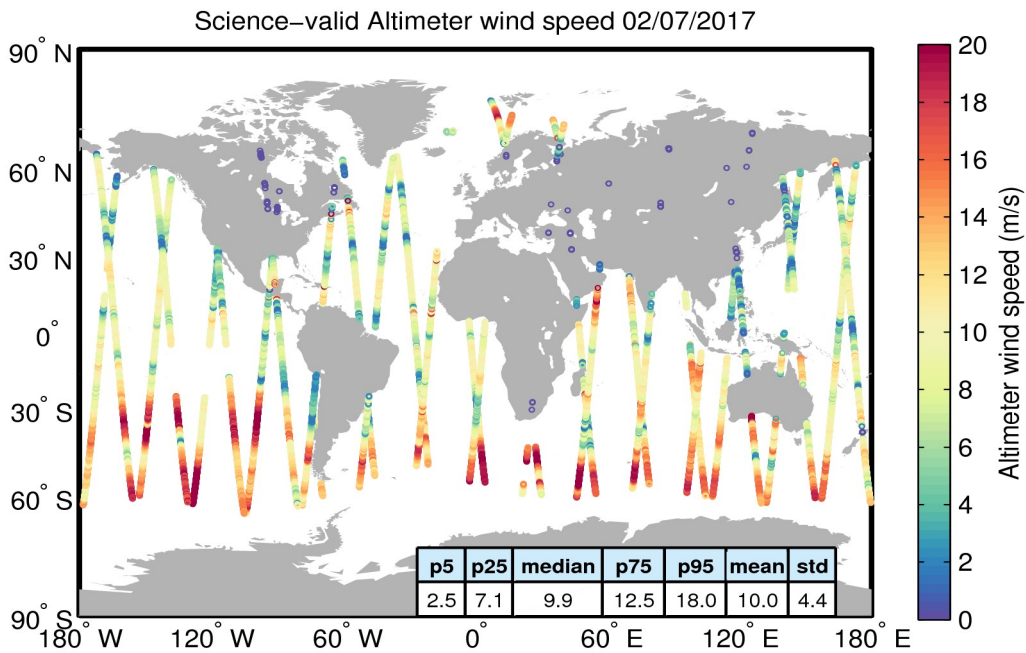 Science−valid Altimeter wind speed 02/07/2017
90° N
60° N
30° N
0°
30° S
60° S
90° S
180° W
120° W
60° W
0°
60° E
120° E
180° E
p5 p25 median p75 p95 mean std
2.5 7.1 9.9 12.5 18.0 10.0 4.4
20
18
16
14
12
10
8
6
4
2
0
Altimeter wind speed (m/s)